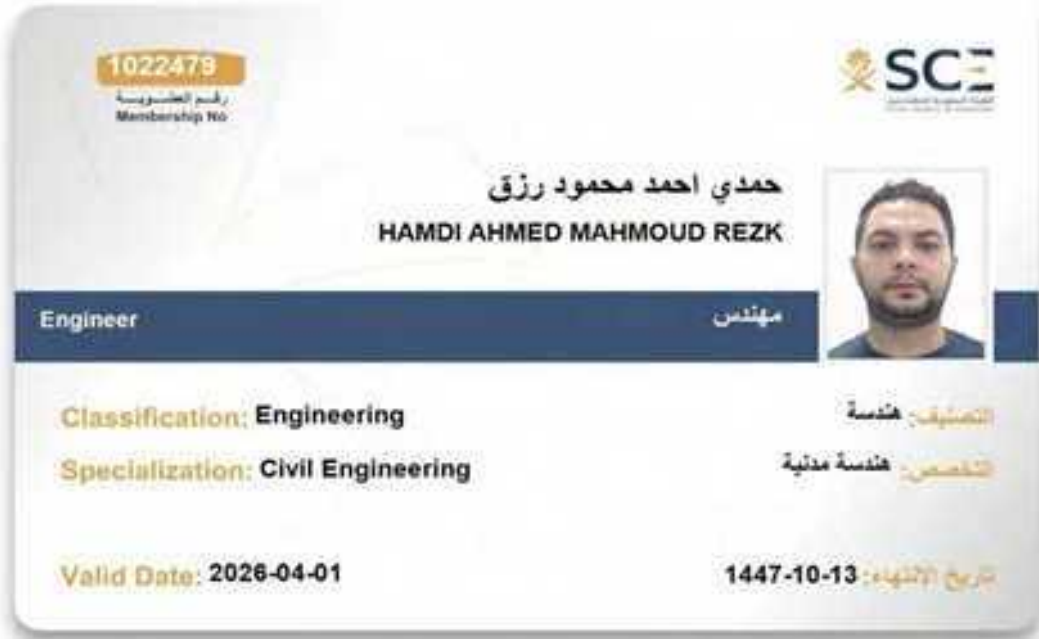 1022479
رقم العضوية
Membership No
SCE
حمدي احمد محمود رزق
HAMDI AHMED MAHMOUD REZK
Engineer
مهندس
Classification: Engineering
التصنيف: هندسة
Specialization: Civil Engineering
التخصص: هندسة مدنية
Valid Date: 2026-04-01
تاريخ الانتهاء: 1447-10-13